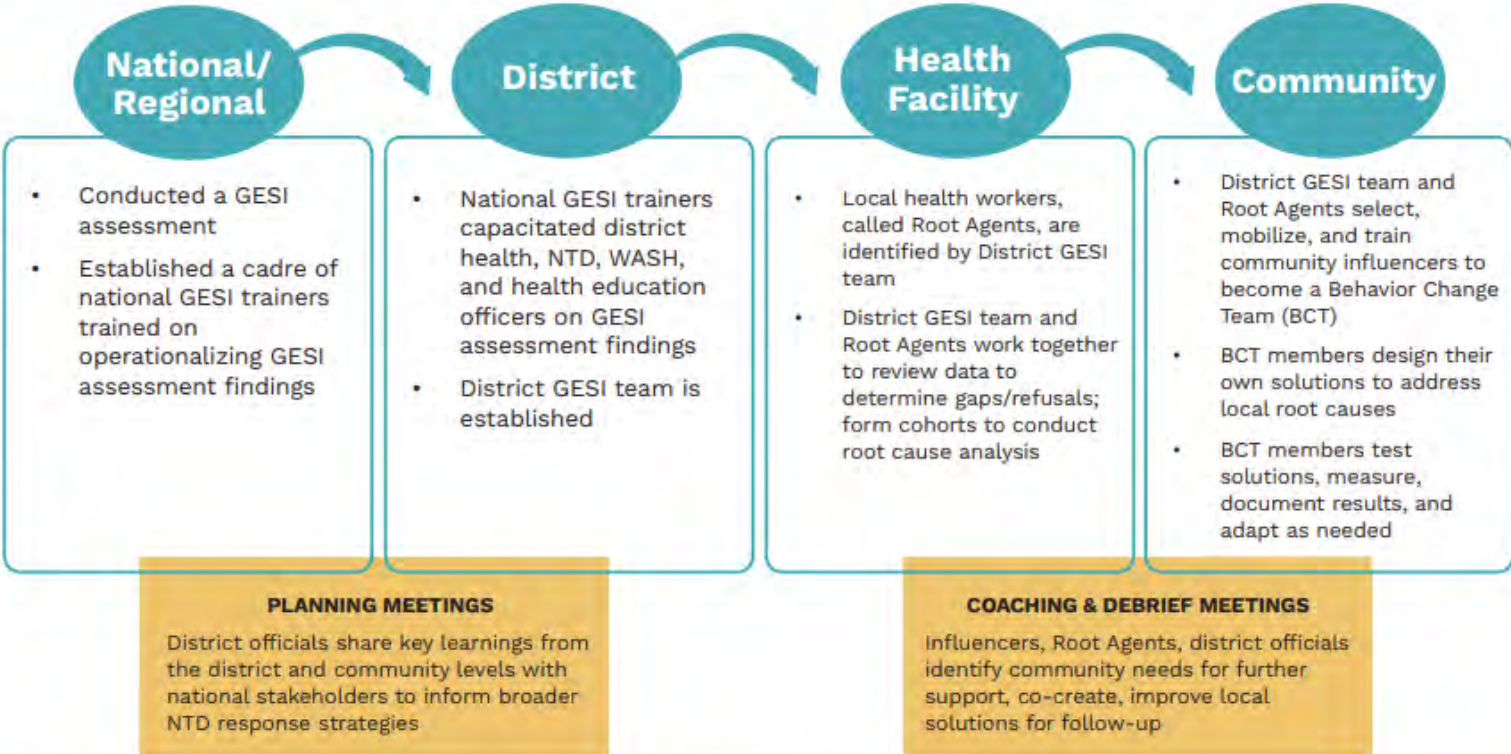 National/
Regional
• Conducted a GESI
assessment
• Established a cadre of
national GESI trainers
trained on
operationalizing GESI
assessment findings
District
• National GESI trainers
capacitated district
health, NTD, WASH,
and health education
officers on GESI
assessment findings
• District GESI team is
established
Health
Facility
• Local health workers,
called Root Agents, are
identified by District GESI
team
• District GESI team and
Root Agents work together
to review data to
determine gaps/refusals;
form cohorts to conduct
root cause analysis
Community
• District GESI team and
Root Agents select,
mobilize, and train
community influencers to
become a Behavior Change
Team (BCT)
• BCT members design their
own solutions to address
local root causes
• BCT members test
solutions, measure,
document results, and
adapt as needed
PLANNING MEETINGS
District officials share key learnings from
the district and community levels with
national stakeholders to inform broader
NTD response strategies
COACHING & DEBRIEF MEETINGS
Influencers, Root Agents, district officials
identify community needs for further
support, co-create, improve local
solutions for follow-up